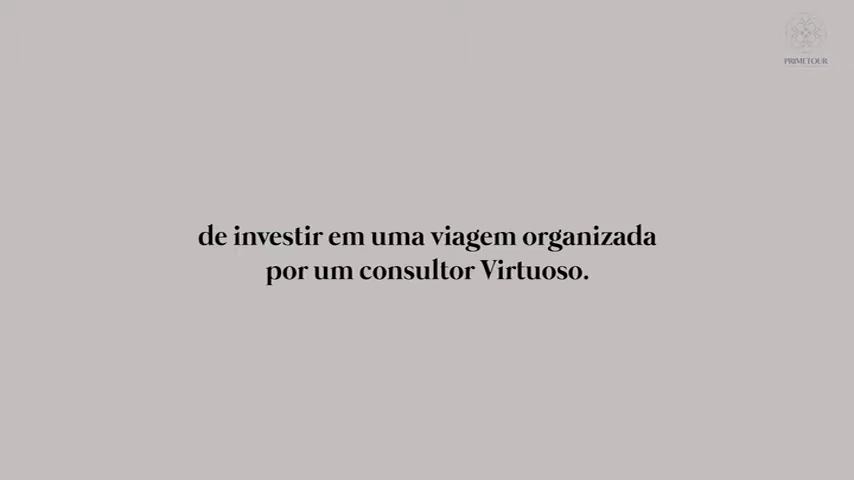 PRIMETOUR
de investir em uma viagem organizada
por um consultor Virtuoso.